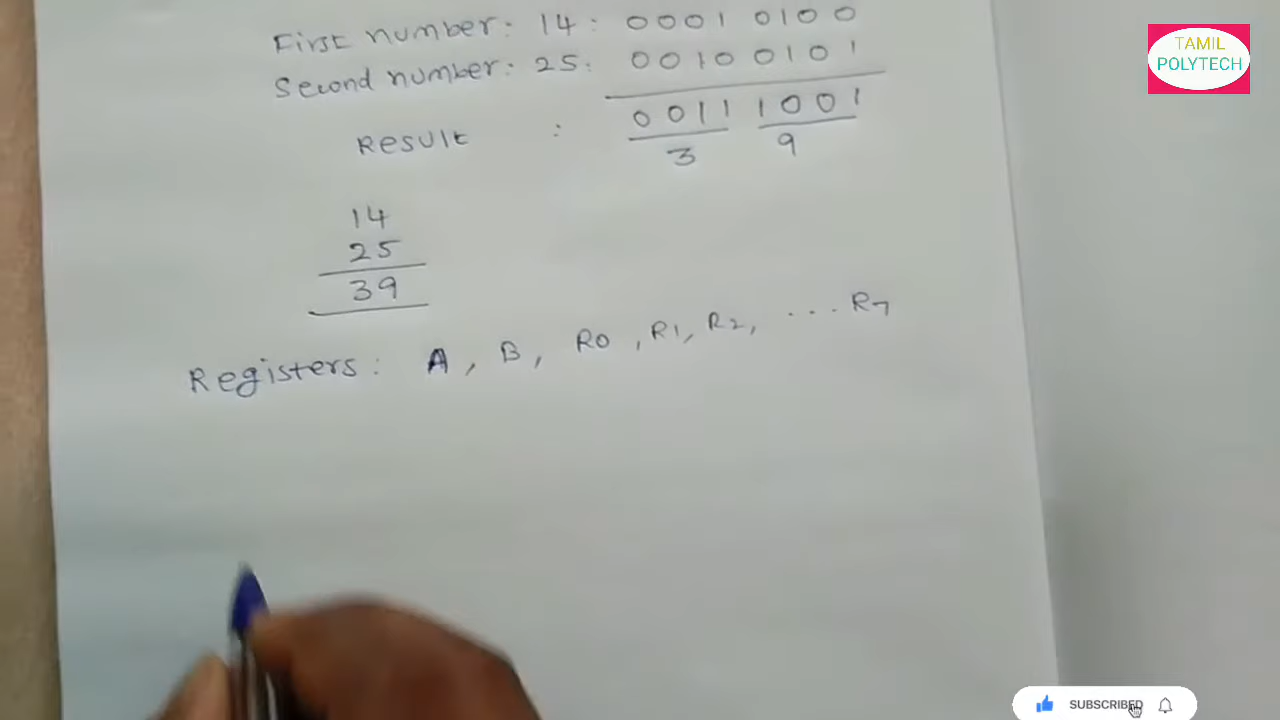 First number: 14: 0001 0100
Second number: 25: 0010 0101
Result : 0011 1001
3 9
14
25
39
Registers: A, B, R0, R1, R2, ... R7
TAMIL
POLYTECH
SUBSCRIBED